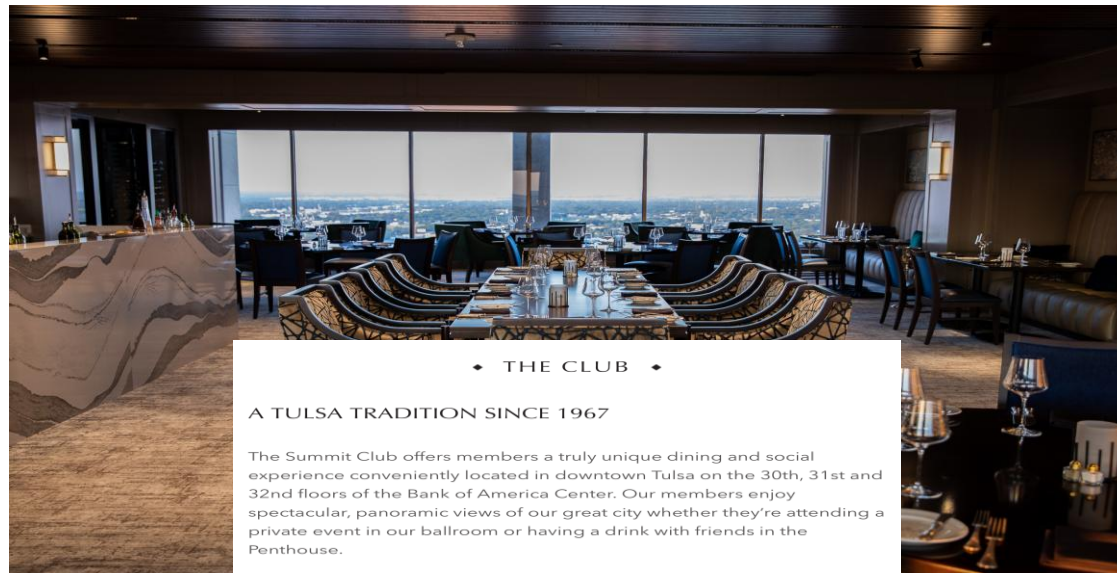 ◆ THE CLUB ◆
A TULSA TRADITION SINCE 1967
The Summit Club offers members a truly unique dining and social
experience conveniently located in downtown Tulsa on the 30th, 31st and
32nd floors of the Bank of America Center. Our members enjoy
spectacular, panoramic views of our great city whether they’re attending a
private event in our ballroom or having a drink with friends in the
Penthouse.